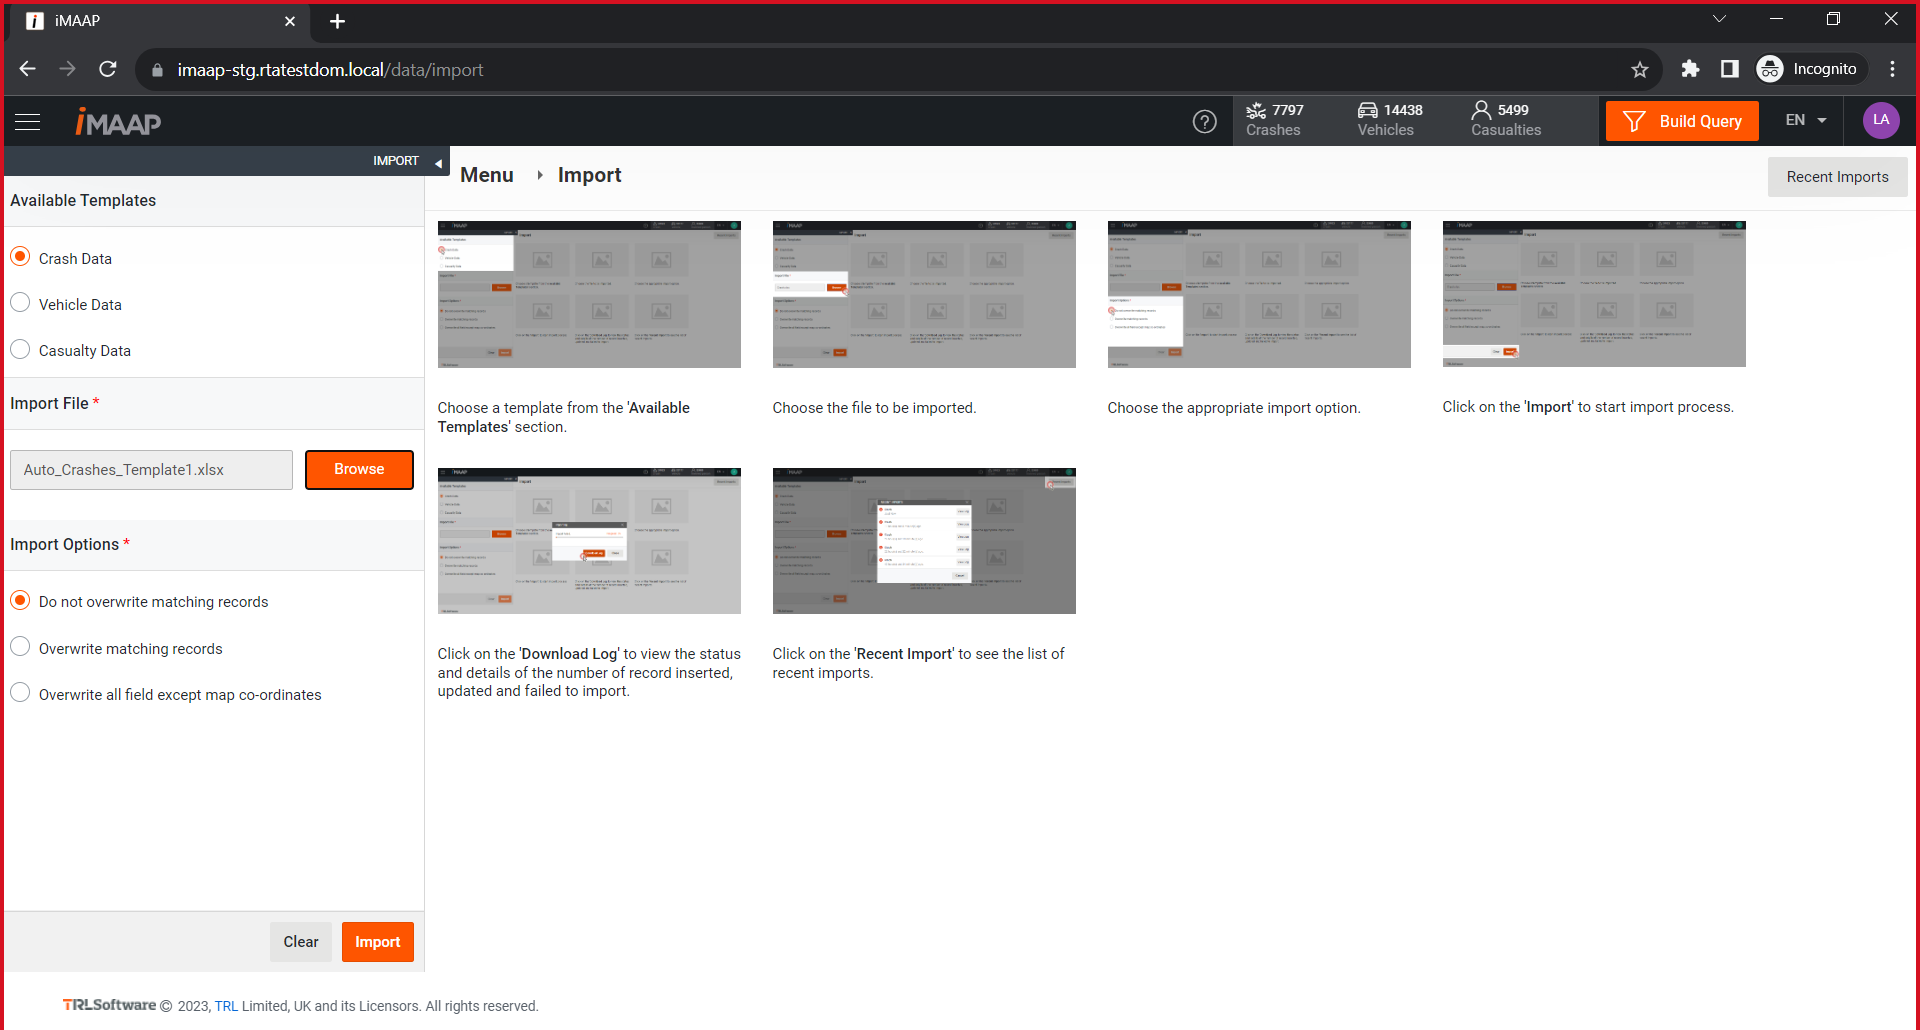 iMAAP
imaap-stg.rtatestdom.local/data/import
Incognito
iMAAP
7797
Crashes
14438
Vehicles
5499
Casualties
Build Query
EN
LA
IMPORT
Menu
Import
Recent Imports
Available Templates
Crash Data
Vehicle Data
Casualty Data
Import File *
Auto_Crashes_Template1.xlsx
Browse
Import Options *
Do not overwrite matching records
Overwrite matching records
Overwrite all field except map co-ordinates
Clear
Import
Choose a template from the 'Available
Templates' section.
Choose the file to be imported.
Choose the appropriate import option.
Click on the 'Import' to start import process.
Click on the 'Download Log' to view the status
and details of the number of record inserted,
updated and failed to import.
Click on the 'Recent Import' to see the list of
recent imports.
TRLSoftware © 2023, TRL Limited, UK and its Licensors. All rights reserved.